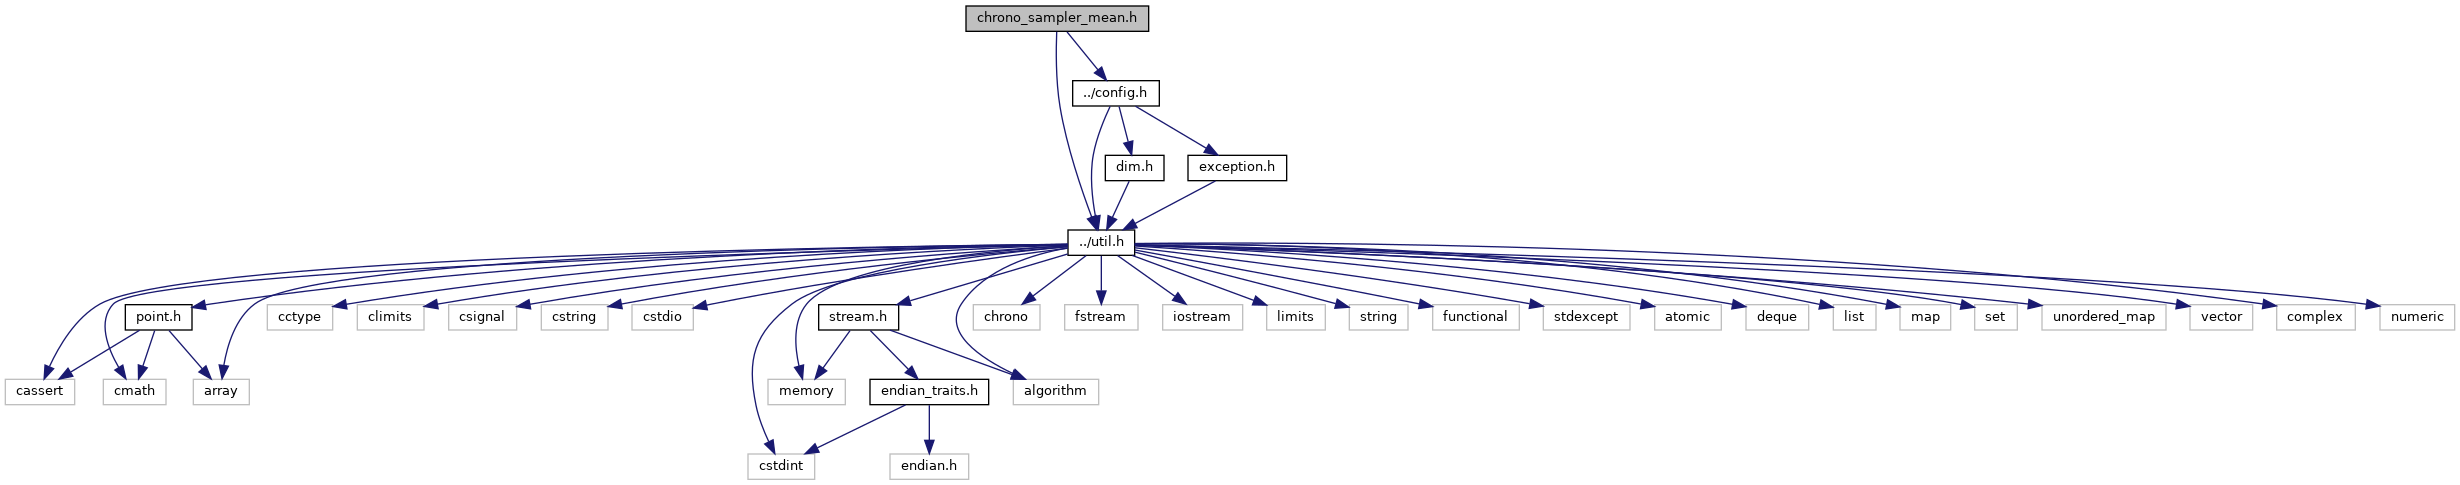 chrono_sampler_mean.h
../config.h
dim.h
exception.h
../util.h
point.h
cctype
climits
csignal
cstring
cstdio
stream.h
chrono
fstream
iostream
limits
string
functional
stdexcept
atomic
deque
list
map
set
unordered_map
vector
complex
numeric
cassert
cmath
array
memory
endian_traits.h
algorithm
cstdint
endian.h